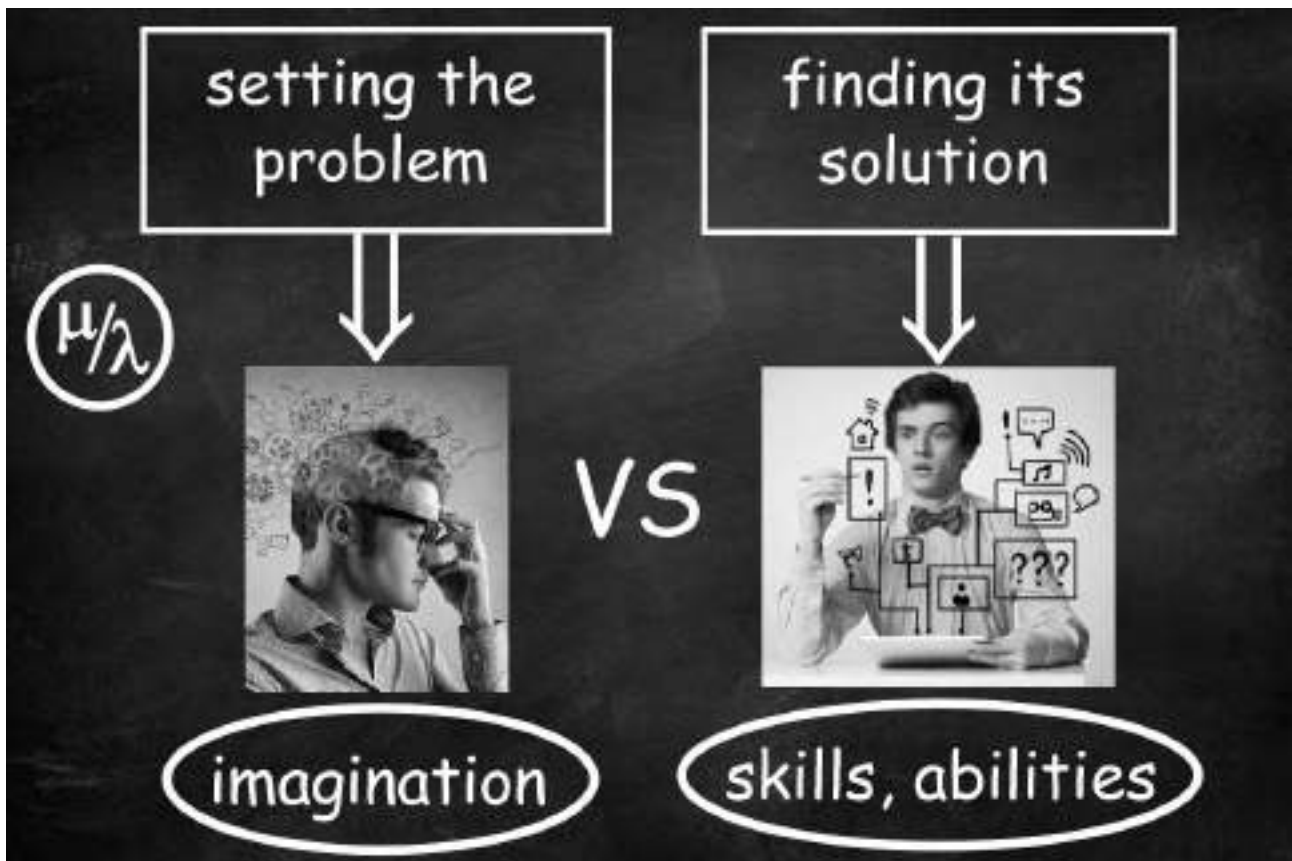 setting the
problem
finding its
solution
μ/λ
VS
!
???
imagination
skills, abilities